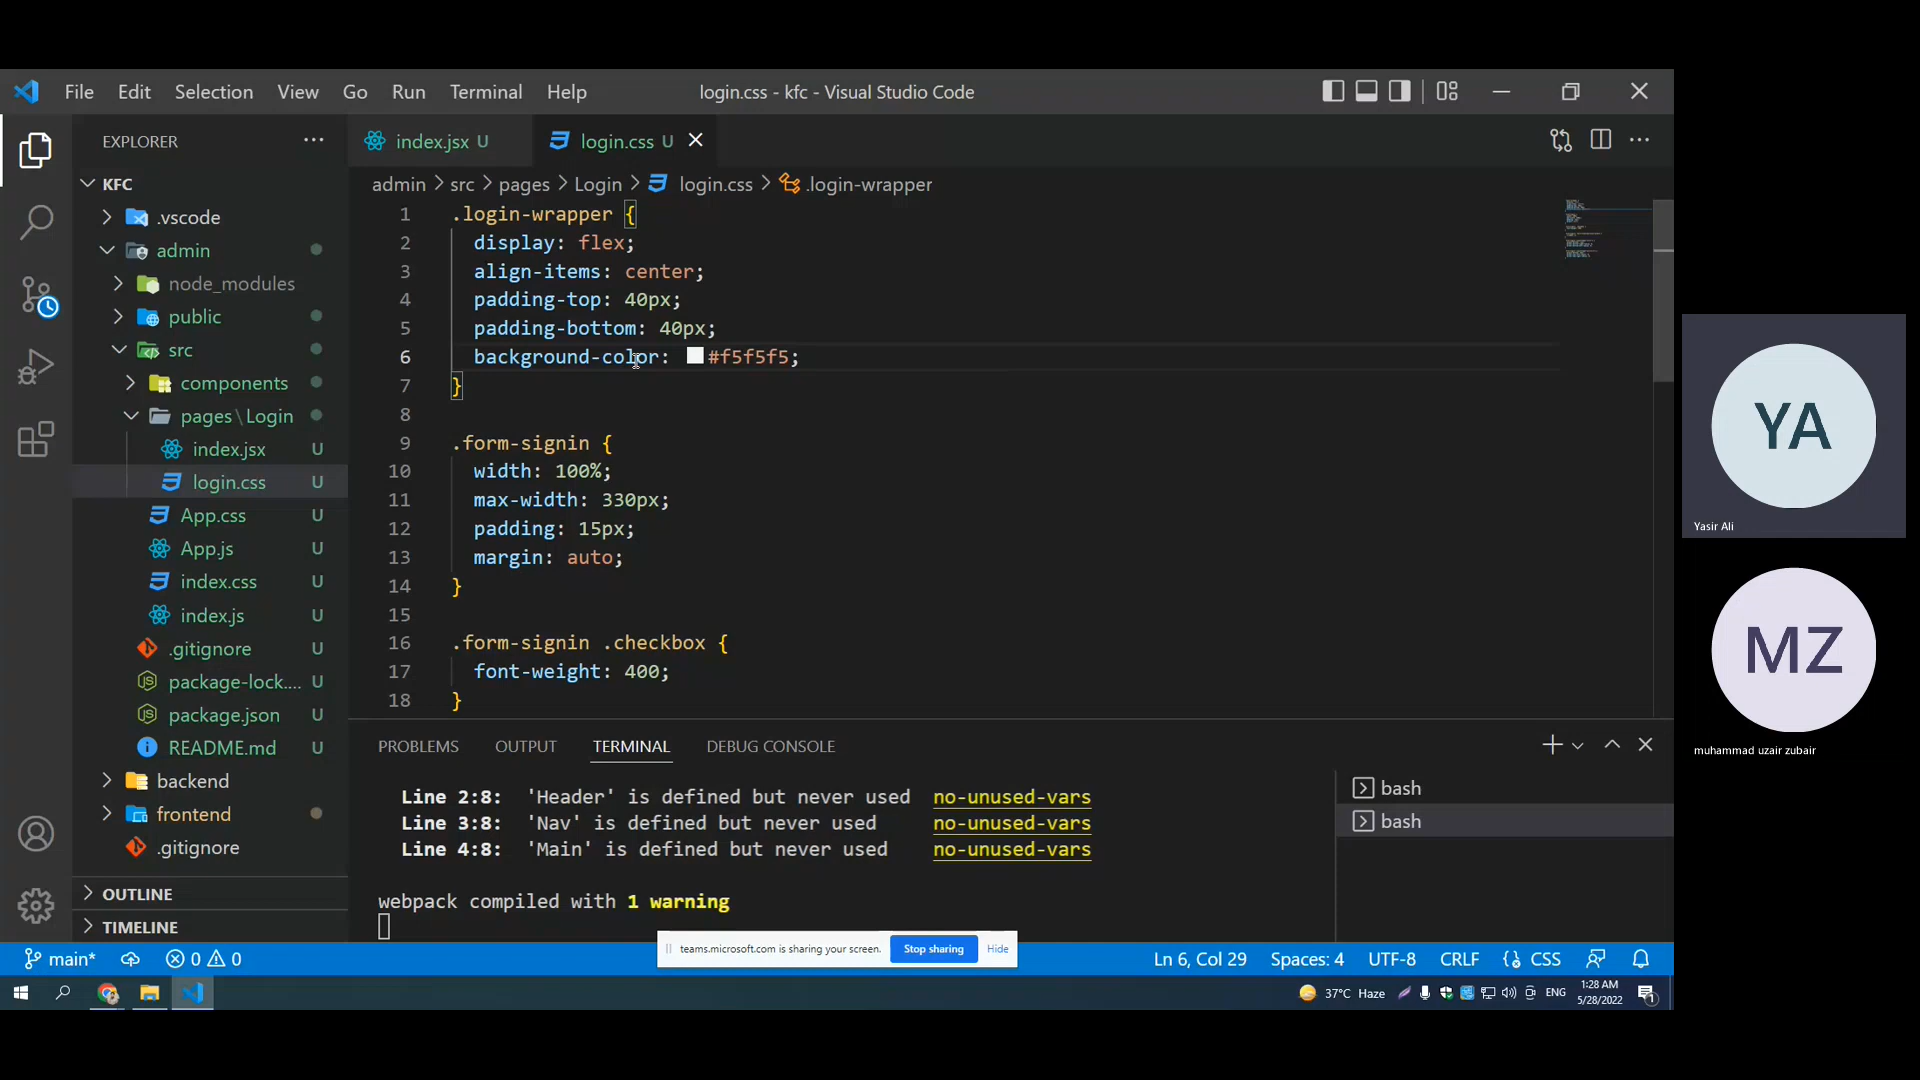 File Edit Selection View Go Run Terminal Help login.css - kfc - Visual Studio Code
EXPLORER
index.jsx U
login.css U
KFC
admin > src > pages > Login > login.css > .login-wrapper
.vscode
admin
node_modules
public
src
components
pages\Login
index.jsx U
login.css U
App.css U
App.js U
index.css U
index.js U
.gitignore U
package-lock.... U
package.json U
README.md U
backend
frontend
.gitignore
OUTLINE
TIMELINE
1 .login-wrapper {
2 display: flex;
3 align-items: center;
4 padding-top: 40px;
5 padding-bottom: 40px;
6 background-color: #f5f5f5;
7 }
8
9 .form-signin {
10 width: 100%;
11 max-width: 330px;
12 padding: 15px;
13 margin: auto;
14 }
15
16 .form-signin .checkbox {
17 font-weight: 400;
18 }
PROBLEMS OUTPUT TERMINAL DEBUG CONSOLE
Line 2:8: 'Header' is defined but never used no-unused-vars
Line 3:8: 'Nav' is defined but never used no-unused-vars
Line 4:8: 'Main' is defined but never used no-unused-vars
webpack compiled with 1 warning
bash
bash
teams.microsoft.com is sharing your screen. Stop sharing Hide
main* 0 0 Ln 6, Col 29 Spaces: 4 UTF-8 CRLF CSS
37°C Haze ENG
1:28 AM
5/28/2022
1
YA
Yasir Ali
MZ
muhammad uzair zubair